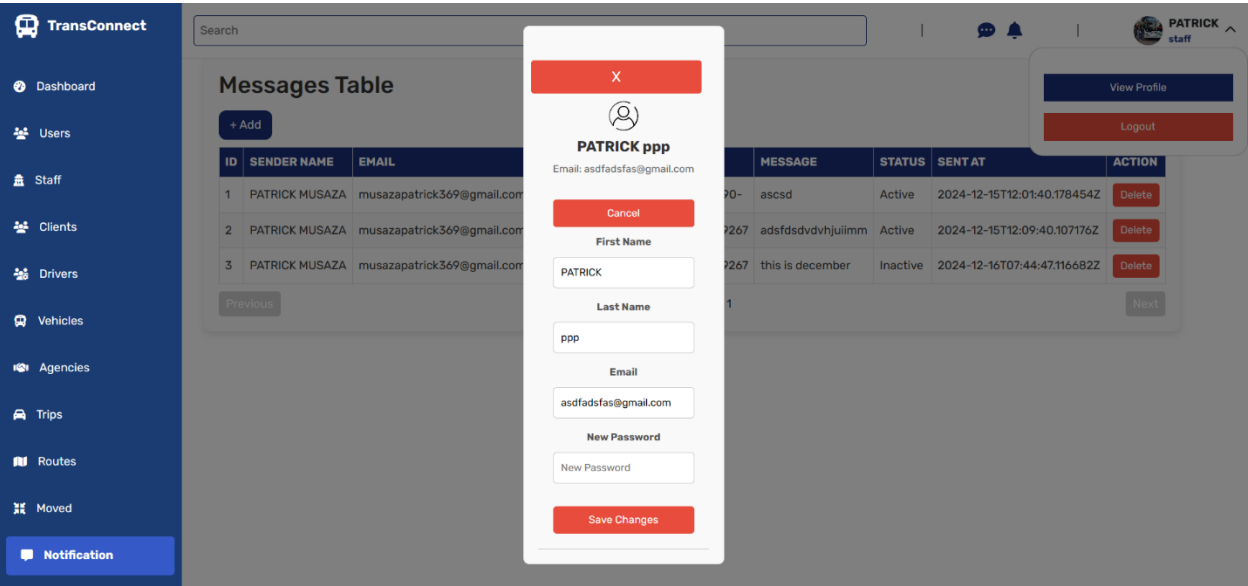 TransConnect
Search
PATRICK
staff
View Profile
Logout
Dashboard
Users
Staff
Clients
Drivers
Vehicles
Agencies
Trips
Routes
Moved
Notification
Messages Table
+ Add
ID SENDER NAME EMAIL MESSAGE STATUS SENT AT ACTION
1 PATRICK MUSAZA musazapatrick369@gmail.com 90- ascsd Active 2024-12-15T12:01:40.178454Z Delete
2 PATRICK MUSAZA musazapatrick369@gmail.com 9267 adsfdsdvdvhjuiimm Active 2024-12-15T12:09:40.107176Z Delete
3 PATRICK MUSAZA musazapatrick369@gmail.com 9267 this is december Inactive 2024-12-16T07:44:47.116682Z Delete
Previous 1 Next
X
PATRICK ppp
Email: asdfadsfas@gmail.com
Cancel
First Name
PATRICK
Last Name
ppp
Email
asdfadsfas@gmail.com
New Password
New Password
Save Changes